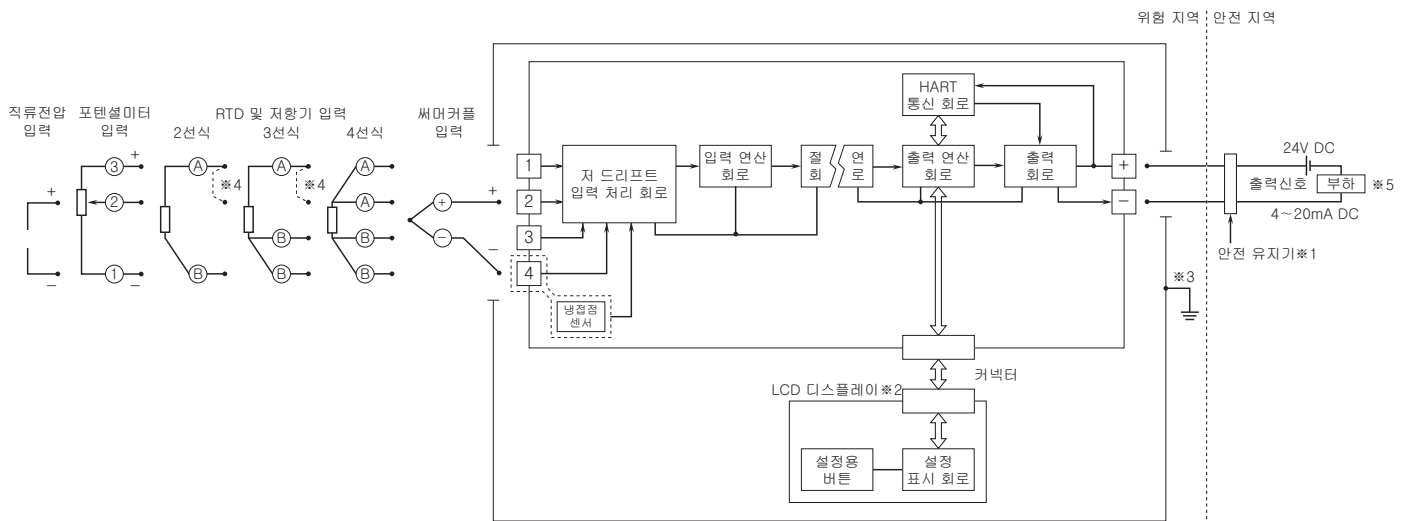 위험 지역
안전 지역
직류전압
입력
포텐셜미터
입력
RTD 및 저항기 입력
2선식
3선식
4선식
써머커플
입력
+
−
3
+
2
1
−
A
※4
B
A
※4
B
B
A
A
B
B
+
−
+
−
1
2
3
4
냉접점
센서
저 드리프트
입력 처리 회로
입력 연산
회로
절 연
회 로
HART
통신 회로
출력 연산
회로
출력
회로
+
−
24V DC
출력신호
부하
※5
4~20mA DC
안전 유지기※1
※3
커넥터
LCD 디스플레이※2
설정용
버튼
설정
표시 회로